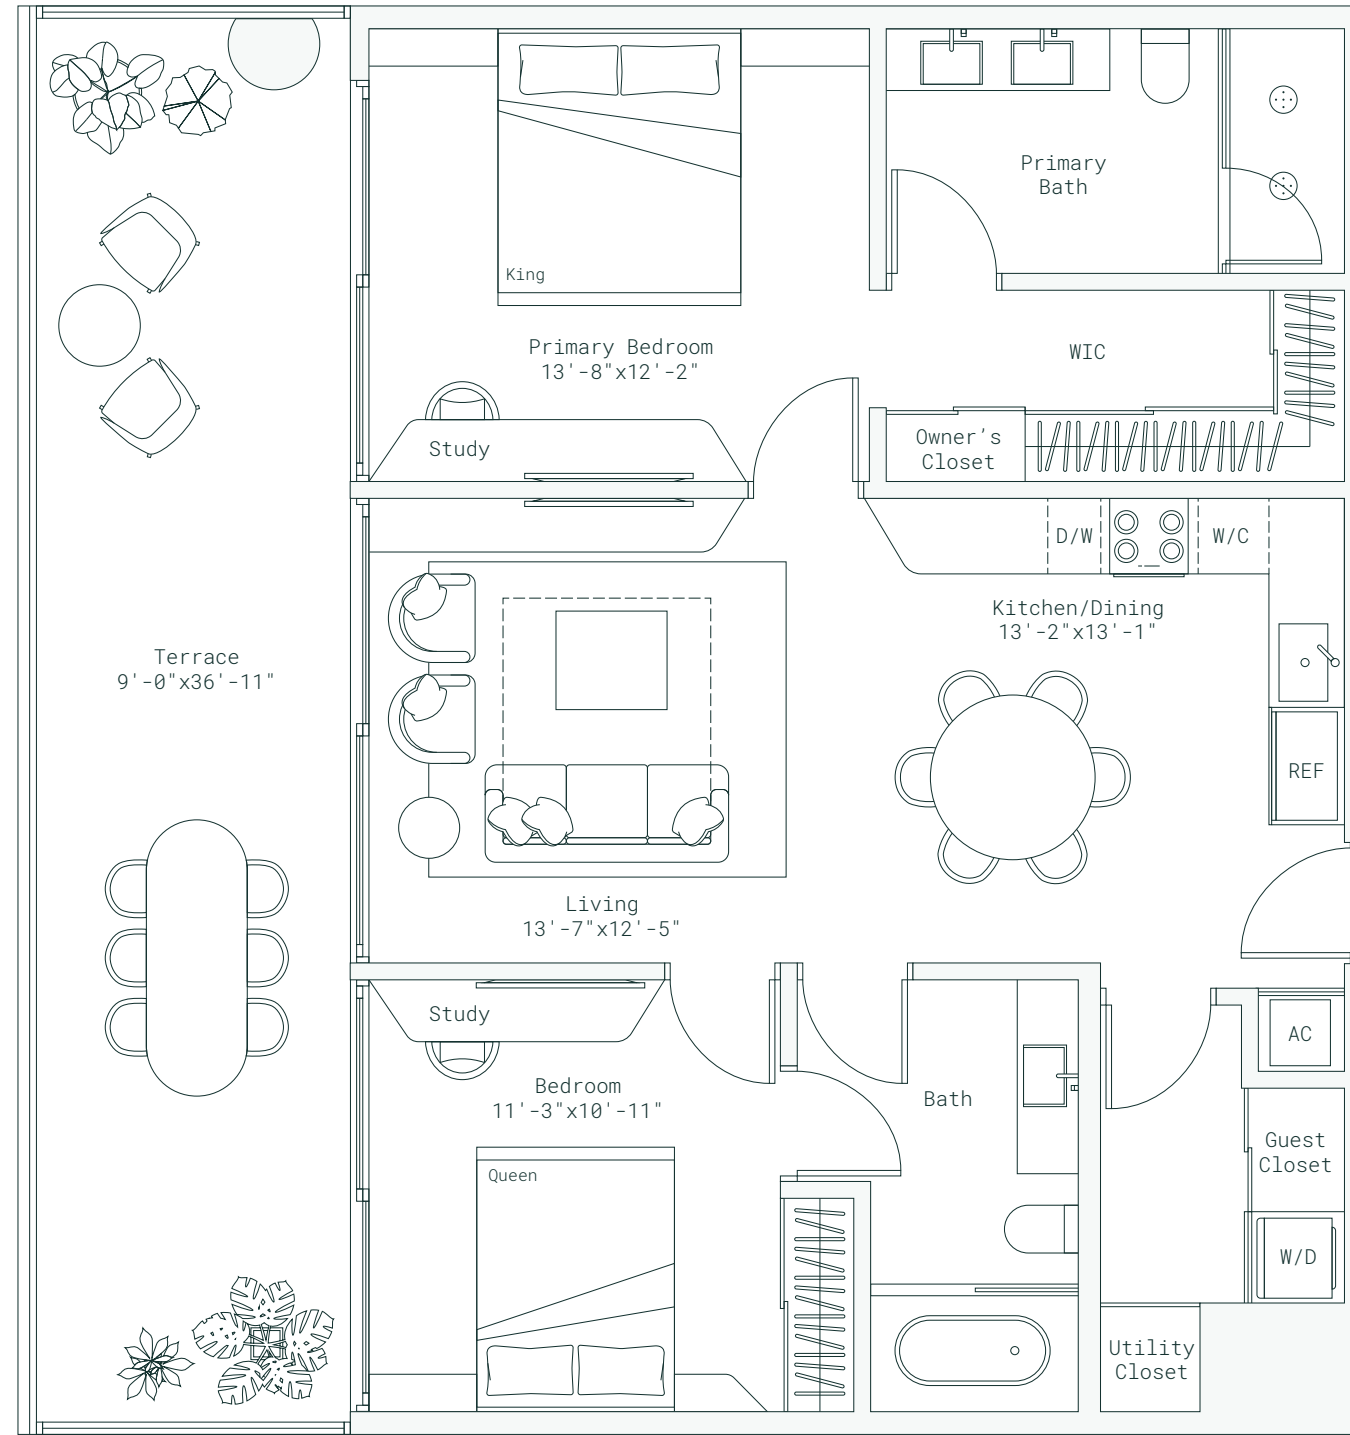 Primary
Bath
King
Primary Bedroom
13'-8"x12'-2"
WIC
Study
Owner’s
Closet
D/W
W/C
Kitchen/Dining
13'-2"x13'-1"
Terrace
9'-0"x36'-11"
REF
Living
13'-7"x12'-5"
Study
AC
Bedroom
11'-3"x10'-11"
Bath
Guest
Closet
Queen
W/D
Utility
Closet